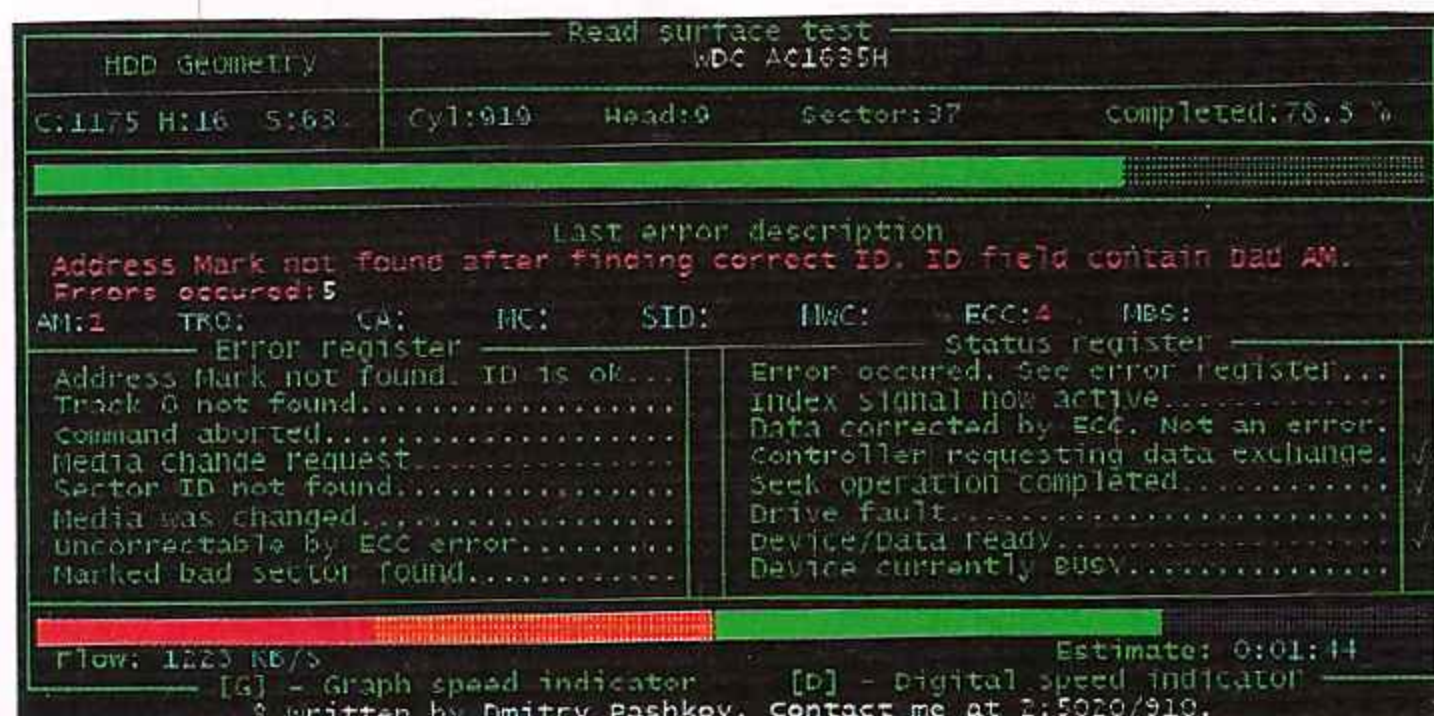 Read surface test
HDD Geometry
WDC AC1635H
C:1175 H:16 S:63 Cyl:919 Head:9 Sector:37 Completed:78.5 %
Last error description
Address Mark not found after finding correct ID. ID field contain bad AM.
Errors occured:5
AM:1 TR0: CA: MC: SID: MWC: ECC:4 MBS:
Error register Status register
Address Mark not found. ID is ok... Error occured. See error register...
Track 0 not found.................. Index signal now active.............
Command aborted.................... Data corrected by ECC. Not an error.
Media change request............... Controller requesting data exchange. √
Sector ID not found................ Seek operation completed............ √
Media was changed.................. Drive fault.........................
Uncorrectable by ECC error......... Device/Data ready................... √
Marked bad sector found............ Device currently BUSY...............
Flow: 1223 KB/S Estimate: 0:01:44
[G] - Graph speed indicator [D] - Digital speed indicator
written by Dmitry Pashkov. Contact me at 2:5020/910.